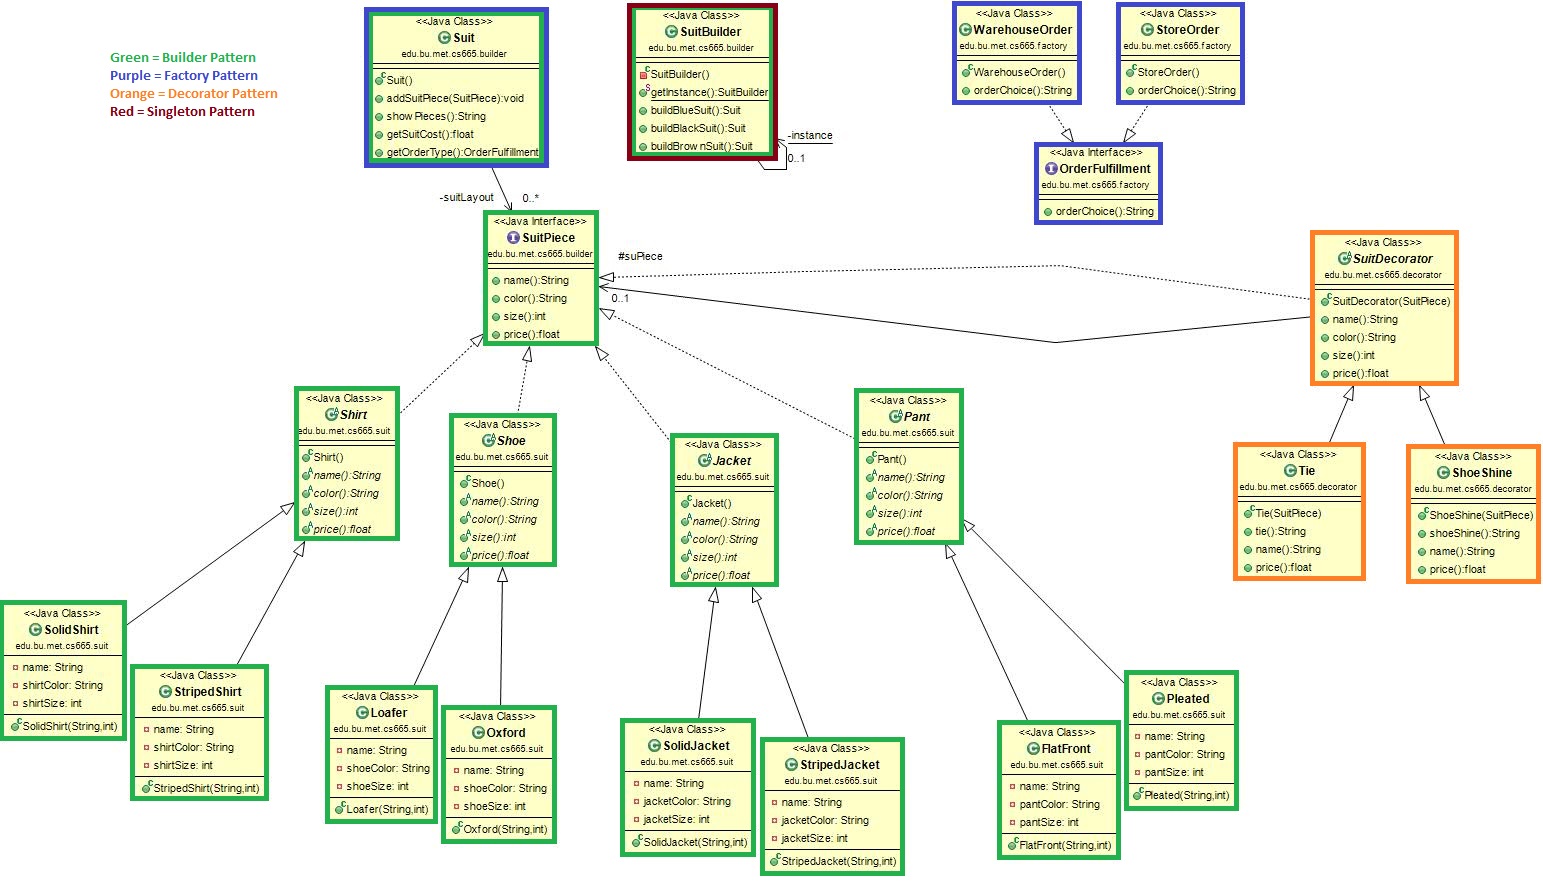 Green = Builder Pattern
Purple = Factory Pattern
Orange = Decorator Pattern
Red = Singleton Pattern
<<Java Class>>
Suit
edu.bu.met.cs665.builder
Suit()
addSuitPiece(SuitPiece):void
show Pieces():String
getSuitCost():float
getOrderType():OrderFulfillment
<<Java Class>>
SuitBuilder
edu.bu.met.cs665.builder
SuitBuilder()
getInstance():SuitBuilder
buildBlueSuit():Suit
buildBlackSuit():Suit
buildBrow nSuit():Suit
-instance
0..1
<<Java Class>>
WarehouseOrder
edu.bu.met.cs665.factory
WarehouseOrder()
orderChoice():String
<<Java Class>>
StoreOrder
edu.bu.met.cs665.factory
StoreOrder()
orderChoice():String
<<Java Interface>>
OrderFulfillment
edu.bu.met.cs665.factory
orderChoice():String
-suitLayout
0..*
<<Java Interface>>
SuitPiece
edu.bu.met.cs665.builder
name():String
color():String
size():int
price():float
#suPiece
0..1
<<Java Class>>
SuitDecorator
edu.bu.met.cs665.decorator
SuitDecorator(SuitPiece)
name():String
color():String
size():int
price():float
<<Java Class>>
Shirt
edu.bu.met.cs665.suit
Shirt()
name():String
color():String
size():int
price():float
<<Java Class>>
Shoe
edu.bu.met.cs665.suit
Shoe()
name():String
color():String
size():int
price():float
<<Java Class>>
Jacket
edu.bu.met.cs665.suit
Jacket()
name():String
color():String
size():int
price():float
<<Java Class>>
Pant
edu.bu.met.cs665.suit
Pant()
name():String
color():String
size():int
price():float
<<Java Class>>
Tie
edu.bu.met.cs665.decorator
Tie(SuitPiece)
tie():String
name():String
price():float
<<Java Class>>
ShoeShine
edu.bu.met.cs665.decorator
ShoeShine(SuitPiece)
shoeShine():String
name():String
price():float
<<Java Class>>
SolidShirt
edu.bu.met.cs665.suit
name: String
shirtColor: String
shirtSize: int
SolidShirt(String,int)
<<Java Class>>
StripedShirt
edu.bu.met.cs665.suit
name: String
shirtColor: String
shirtSize: int
StripedShirt(String,int)
<<Java Class>>
Loafer
edu.bu.met.cs665.suit
name: String
shoeColor: String
shoeSize: int
Loafer(String,int)
<<Java Class>>
Oxford
edu.bu.met.cs665.suit
name: String
shoeColor: String
shoeSize: int
Oxford(String,int)
<<Java Class>>
SolidJacket
edu.bu.met.cs665.suit
name: String
jacketColor: String
jacketSize: int
SolidJacket(String,int)
<<Java Class>>
StripedJacket
edu.bu.met.cs665.suit
name: String
jacketColor: String
jacketSize: int
StripedJacket(String,int)
<<Java Class>>
FlatFront
edu.bu.met.cs665.suit
name: String
pantColor: String
pantSize: int
FlatFront(String,int)
<<Java Class>>
Pleated
edu.bu.met.cs665.suit
name: String
pantColor: String
pantSize: int
Pleated(String,int)